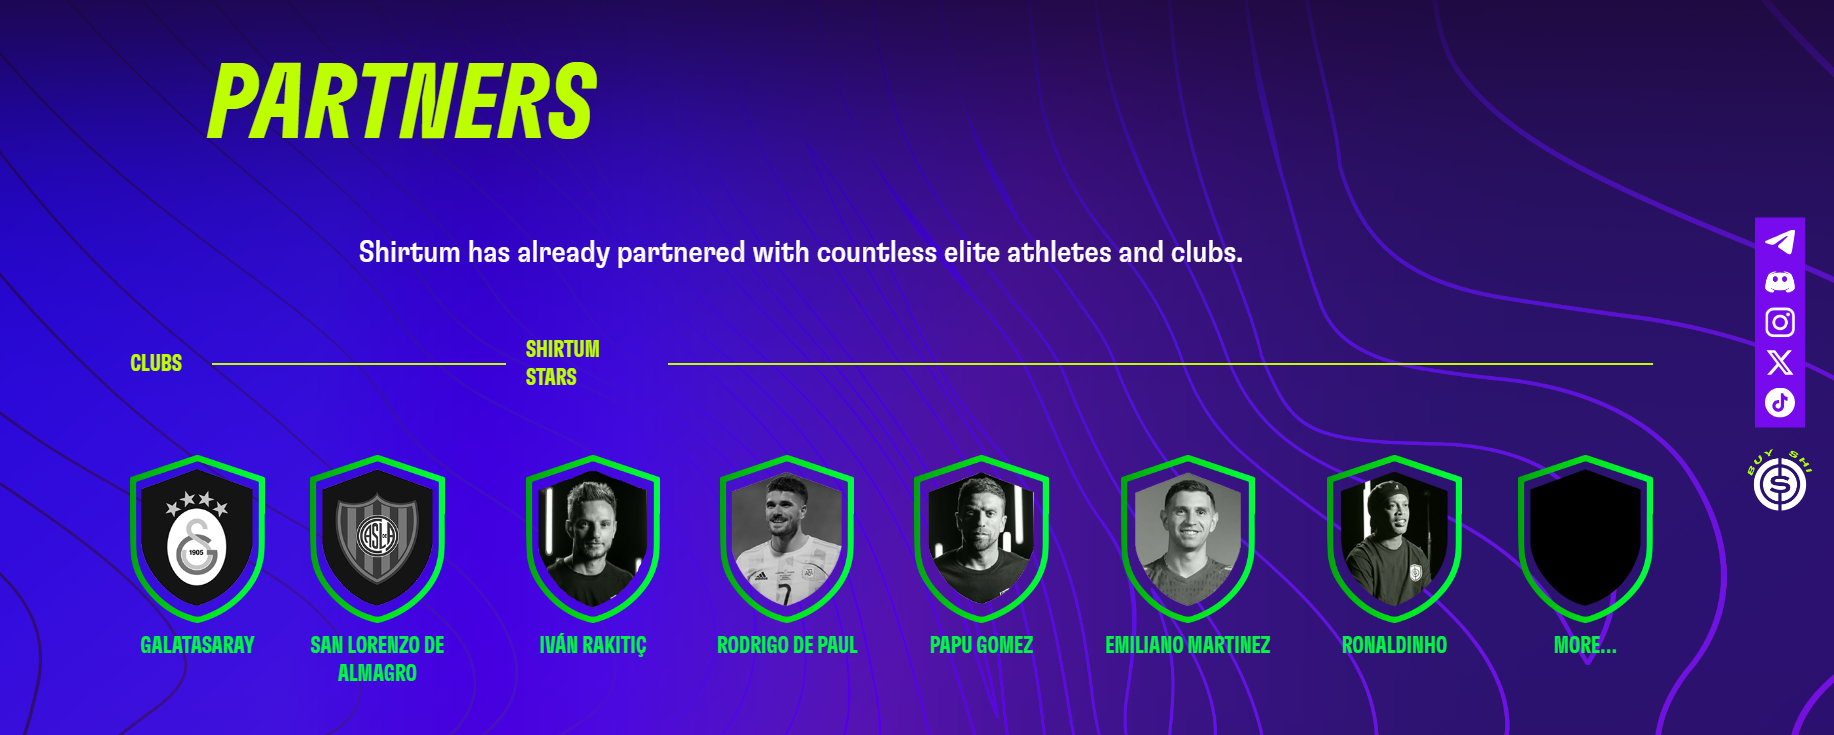 PARTNERS
Shirtum has already partnered with countless elite athletes and clubs.
CLUBS
SHIRTUM
STARS
1905
CASLA
GALATASARAY
SAN LORENZO DE
ALMAGRO
IVÁN RAKITIÇ
RODRIGO DE PAUL
PAPU GOMEZ
EMILIANO MARTINEZ
RONALDINHO
MORE...
BUY SHI